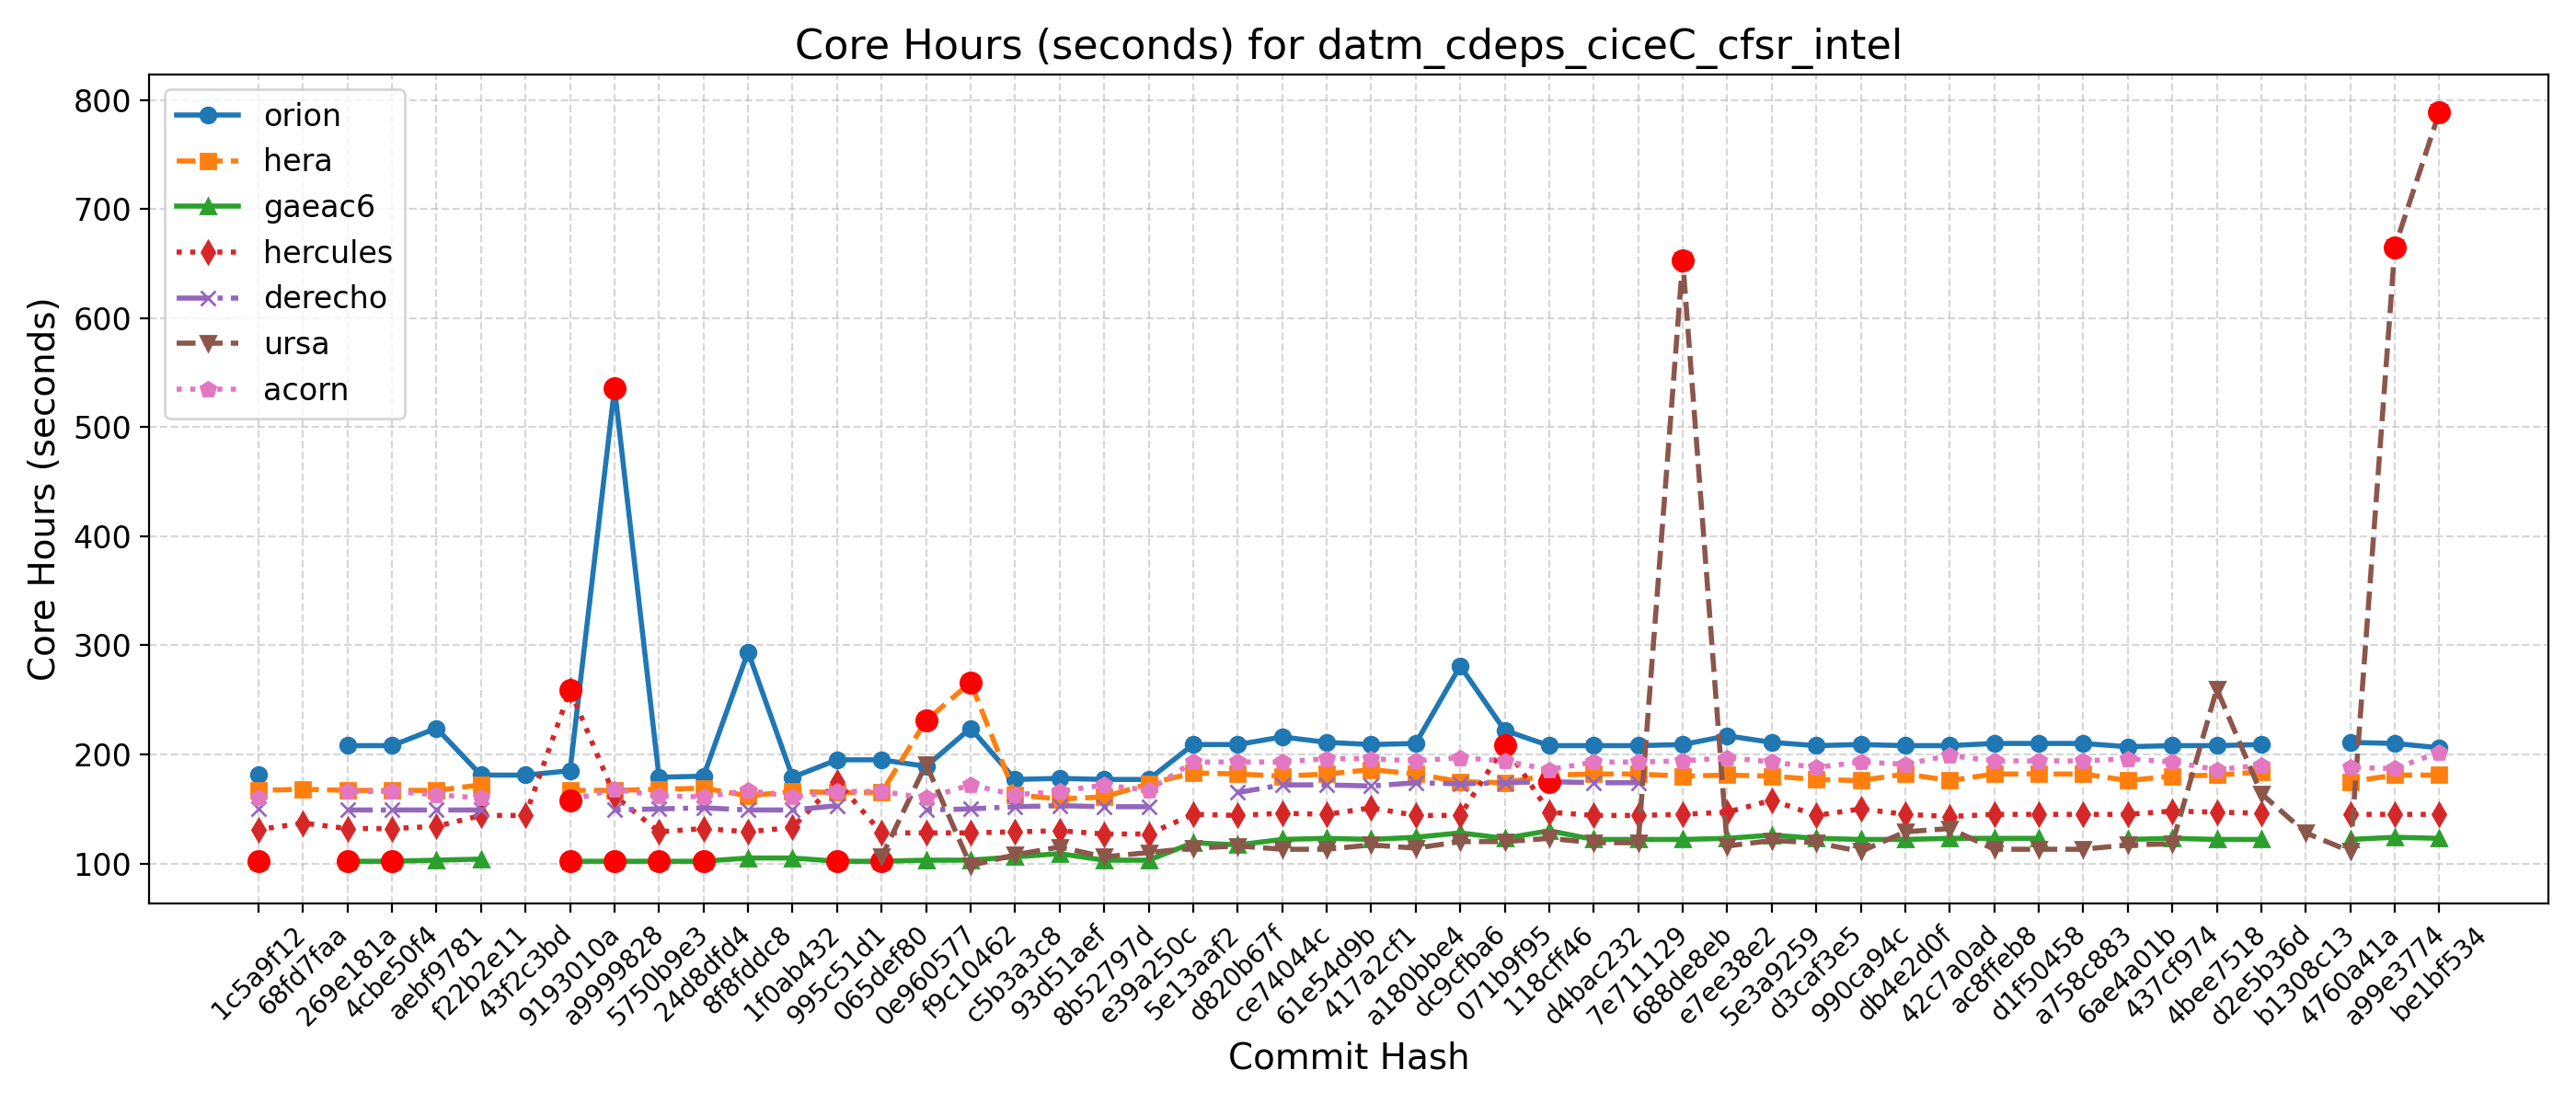 Core Hours (seconds) for datm_cdeps_ciceC_cfsr_intel
Core Hours (seconds)
800
700
600
500
400
300
200
100
orion
hera
gaeac6
hercules
derecho
ursa
acorn
1c5a9f12
68fd7faa
269e181a
4cbe50f4
aebf9781
f22b2e11
43f2c3bd
9193010a
a9999828
5750b9e3
24d8dfd4
8f8fddc8
1f0ab432
995c51d1
065def80
0e960577
f9c10462
c5b3a3c8
93d51aef
8b52797d
e39a250c
5e13aaf2
d820b67f
ce74044c
61e54d9b
417a2cf1
a180bbe4
dc9cfba6
071b9f95
118cff46
d4bac232
7e711129
688de8eb
e7ee38e2
5e3a9259
d3caf3e5
990ca94c
db4e2d0f
42c7a0ad
ac8ffeb8
d1f50458
a758c883
6ae4a01b
437cf974
4bee7518
d2e5b36d
b1308c13
4760a41a
a99e3774
be1bf534
Commit Hash